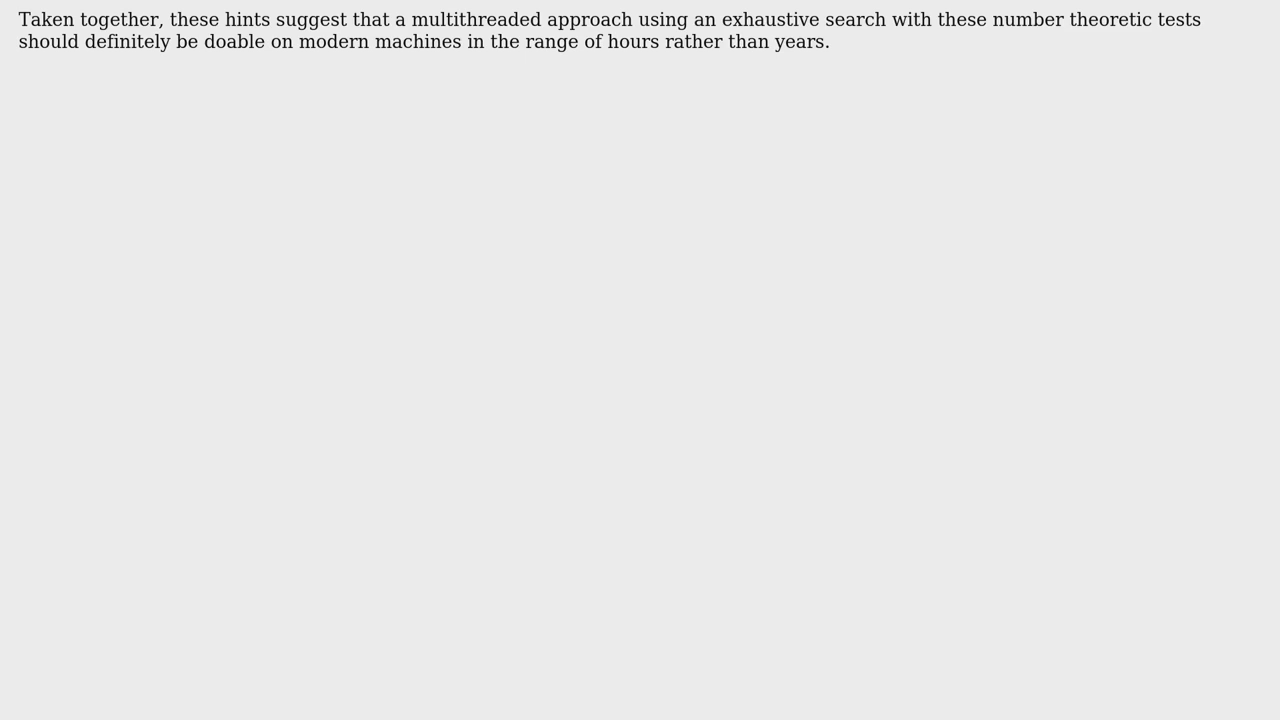 Taken together, these hints suggest that a multithreaded approach using an exhaustive search with these number theoretic tests
should definitely be doable on modern machines in the range of hours rather than years.